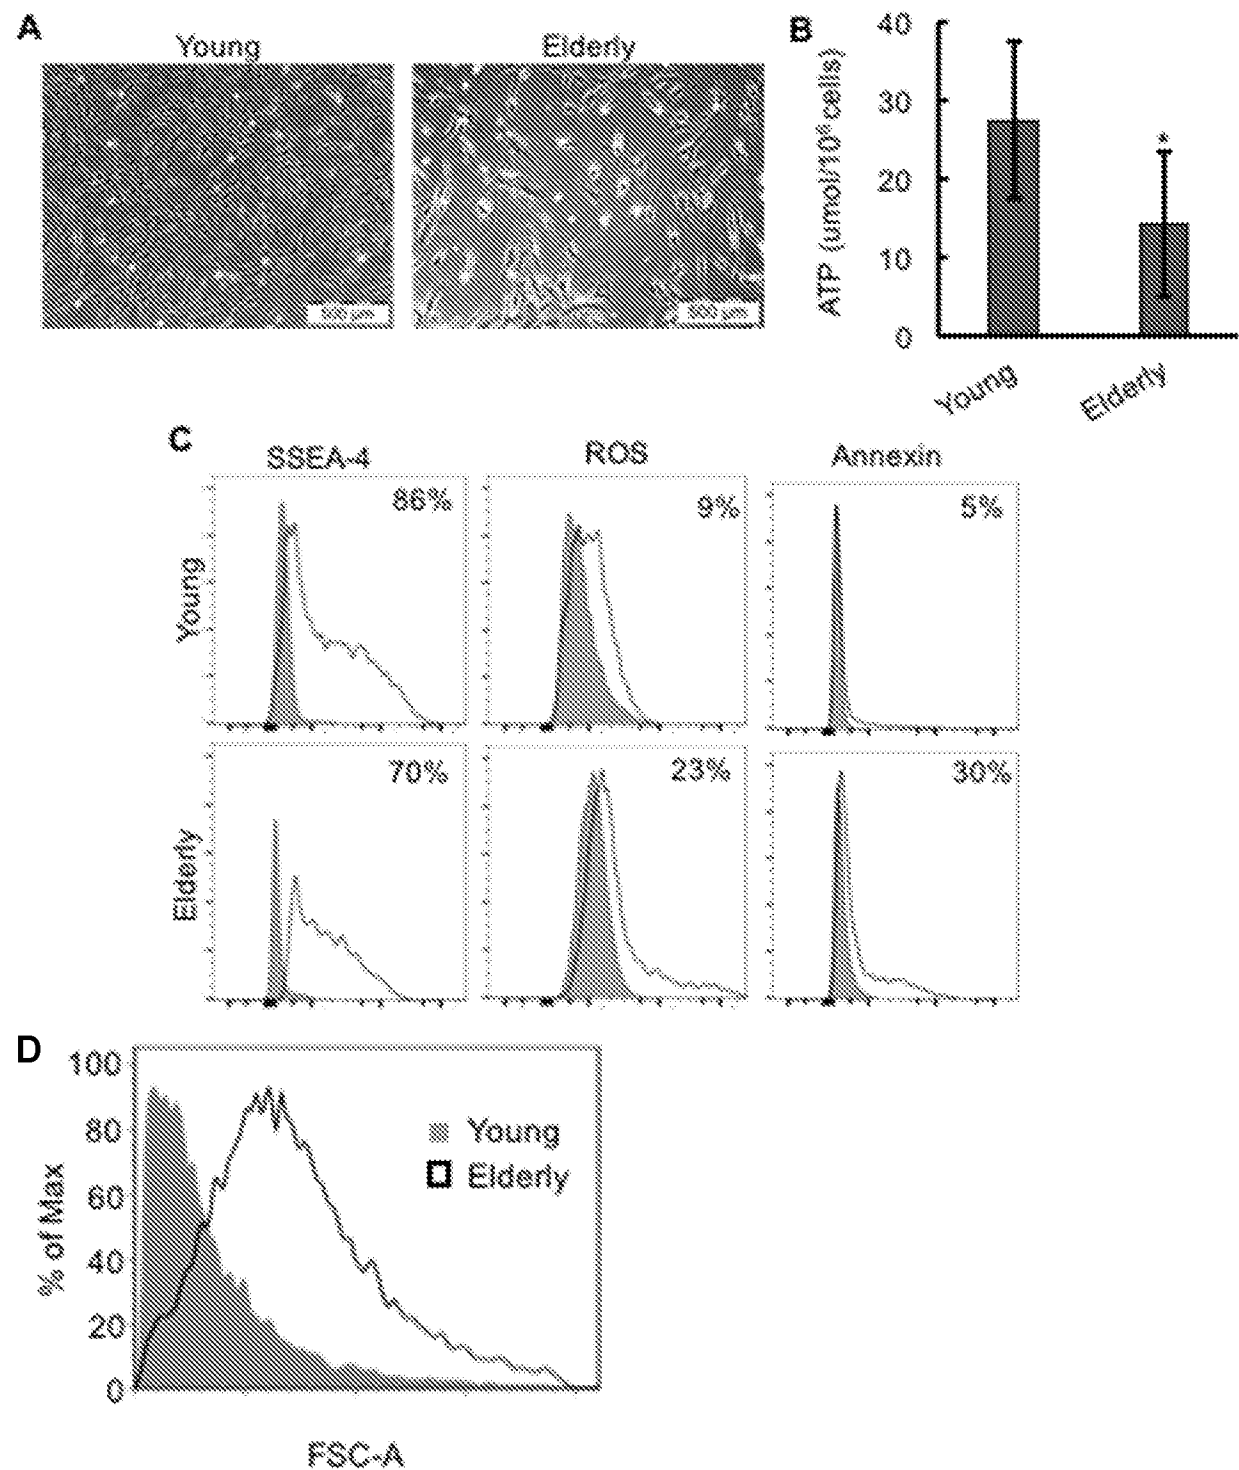 A
Young
Elderly
500 µm
500 µm
B
ATP (umol/10⁶ cells)
40
30
20
10
0
*
Young
Elderly
C
SSEA-4
ROS
Annexin
Young
86%
9%
5%
Elderly
70%
23%
30%
D
% of Max
100
80
60
40
20
0
Young
Elderly
FSC-A